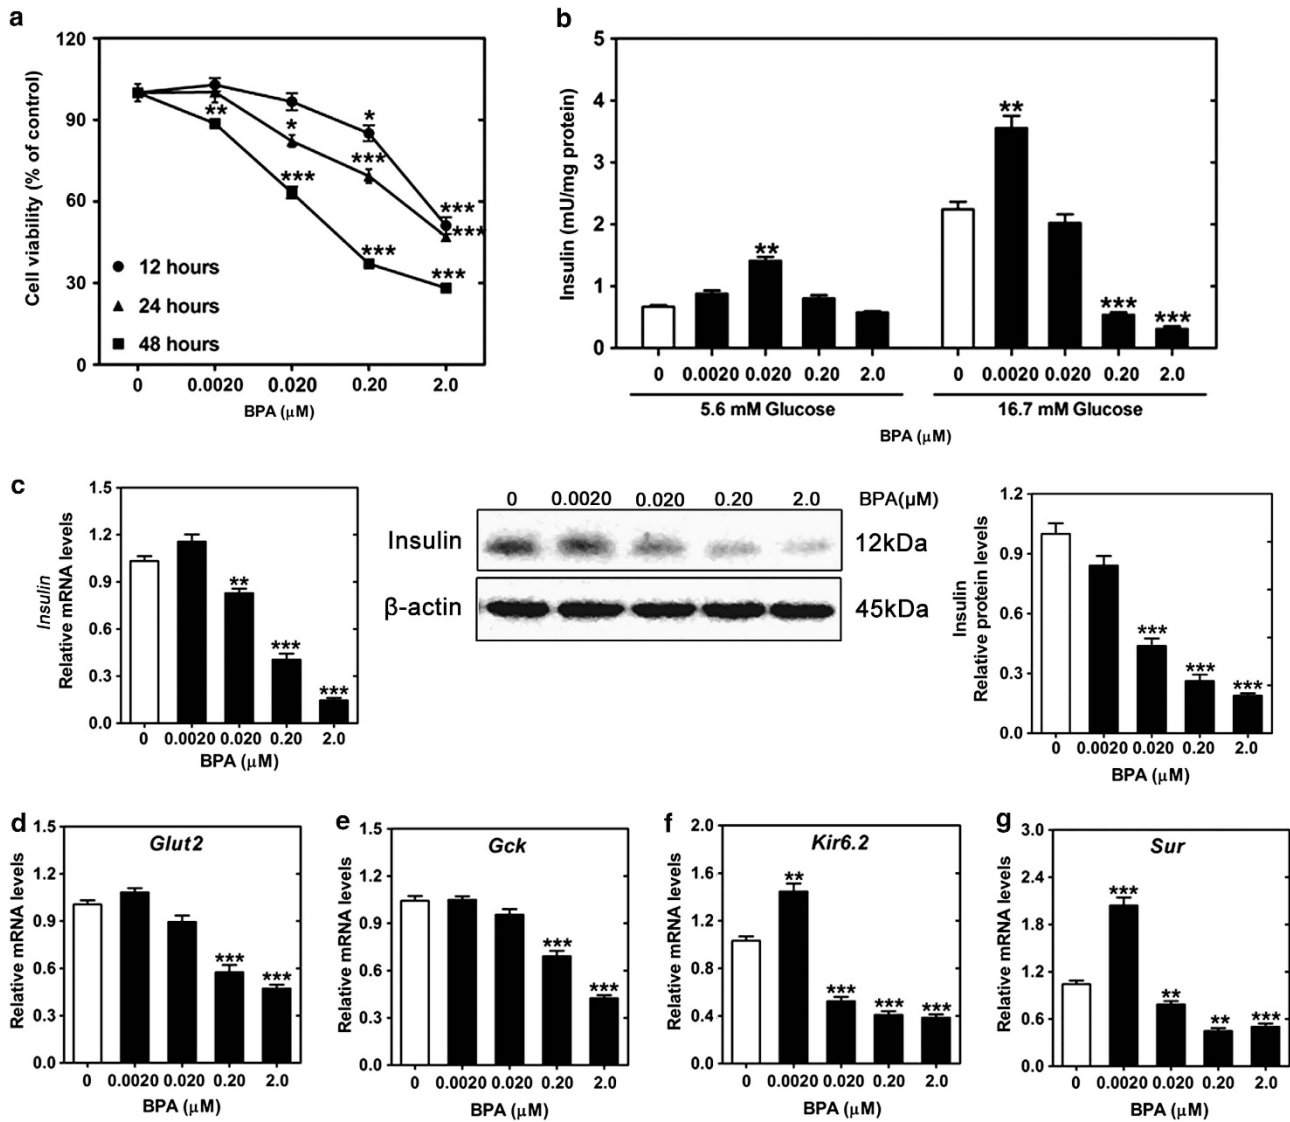 a
120
90
60
30
0
Cell viability (% of control)
**
*
*
***
***
***
***
***
***
12 hours
24 hours
48 hours
0 0.0020 0.020 0.20 2.0
BPA (μM)
b
5
4
3
2
1
0
Insulin (mU/mg protein)
**
**
***
***
0 0.0020 0.020 0.20 2.0 0 0.0020 0.020 0.20 2.0
5.6 mM Glucose 16.7 mM Glucose
BPA (μM)
c
1.5
1.2
0.9
0.6
0.3
0.0
Insulin
Relative mRNA levels
**
***
***
0 0.0020 0.020 0.20 2.0
BPA (μM)
0 0.0020 0.020 0.20 2.0 BPA(μM)
Insulin 12kDa
β-actin 45kDa
1.2
0.9
0.6
0.3
0.0
Insulin
Relative protein levels
***
***
***
0 0.0020 0.020 0.20 2.0
BPA (μM)
d
Glut2
1.5
1.2
0.9
0.6
0.3
0.0
Relative mRNA levels
***
***
0 0.0020 0.020 0.20 2.0
BPA (μM)
e
Gck
1.5
1.2
0.9
0.6
0.3
0.0
Relative mRNA levels
***
***
0 0.0020 0.020 0.20 2.0
BPA (μM)
f
Kir6.2
2.0
1.6
1.2
0.8
0.4
0.0
Relative mRNA levels
**
***
***
***
0 0.0020 0.020 0.20 2.0
BPA (μM)
g
Sur
3.0
2.4
1.8
1.2
0.6
0.0
Relative mRNA levels
***
**
**
***
0 0.0020 0.020 0.20 2.0
BPA (μM)